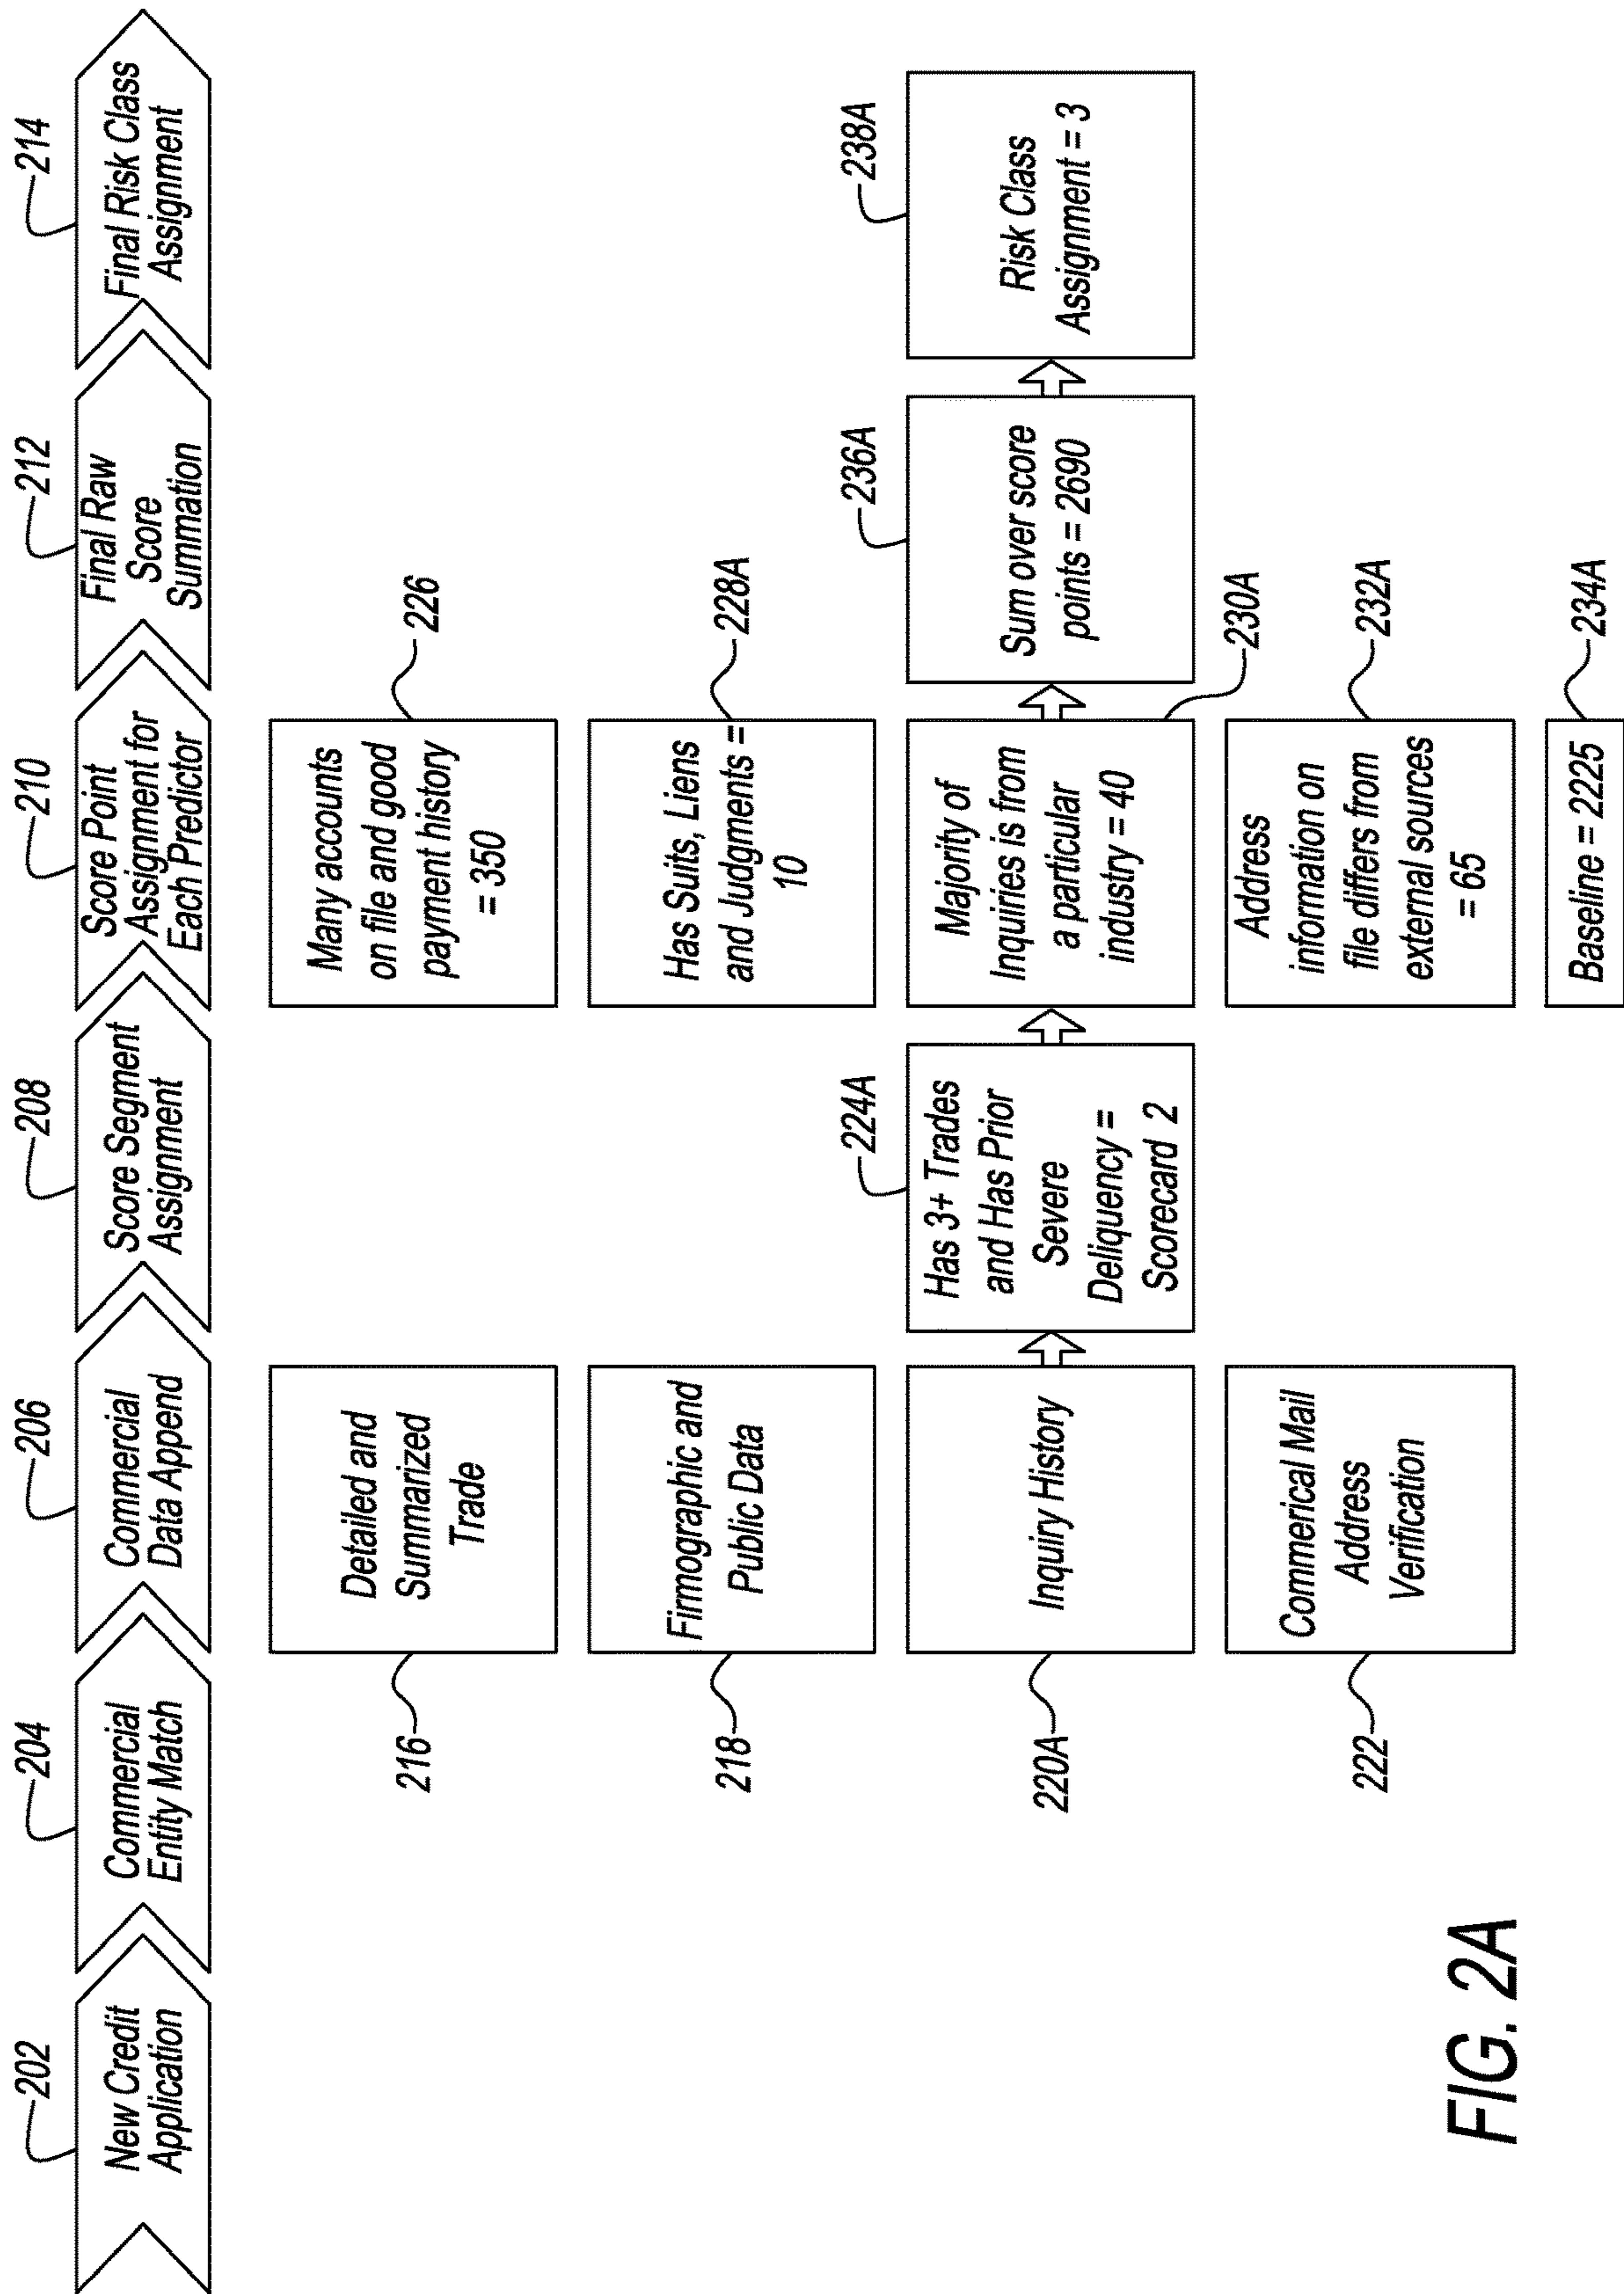 202
204
206
208
210
212
214
New Credit
Application
Commercial
Entity Match
Commercial
Data Append
Score Segment
Assignment
Score Point
Assignment for
Each Predictor
Final Raw
Score
Summation
Final Risk Class
Assignment
216
Detailed and
Summarized
Trade
218
Firmographic and
Public Data
220A
Inquiry History
222
Commerical Mail
Address
Verification
224A
Has 3+ Trades
and Has Prior
Severe
Deliquency =
Scorecard 2
226
Many accounts
on file and good
payment history
= 350
228A
Has Suits, Liens
and Judgments =
10
Majority of
Inquiries is from
a particular
industry = 40
230A
Address
information on
file differs from
external sources
= 65
232A
Baseline = 2225
234A
236A
Sum over score
points = 2690
238A
Risk Class
Assignment = 3
FIG. 2A